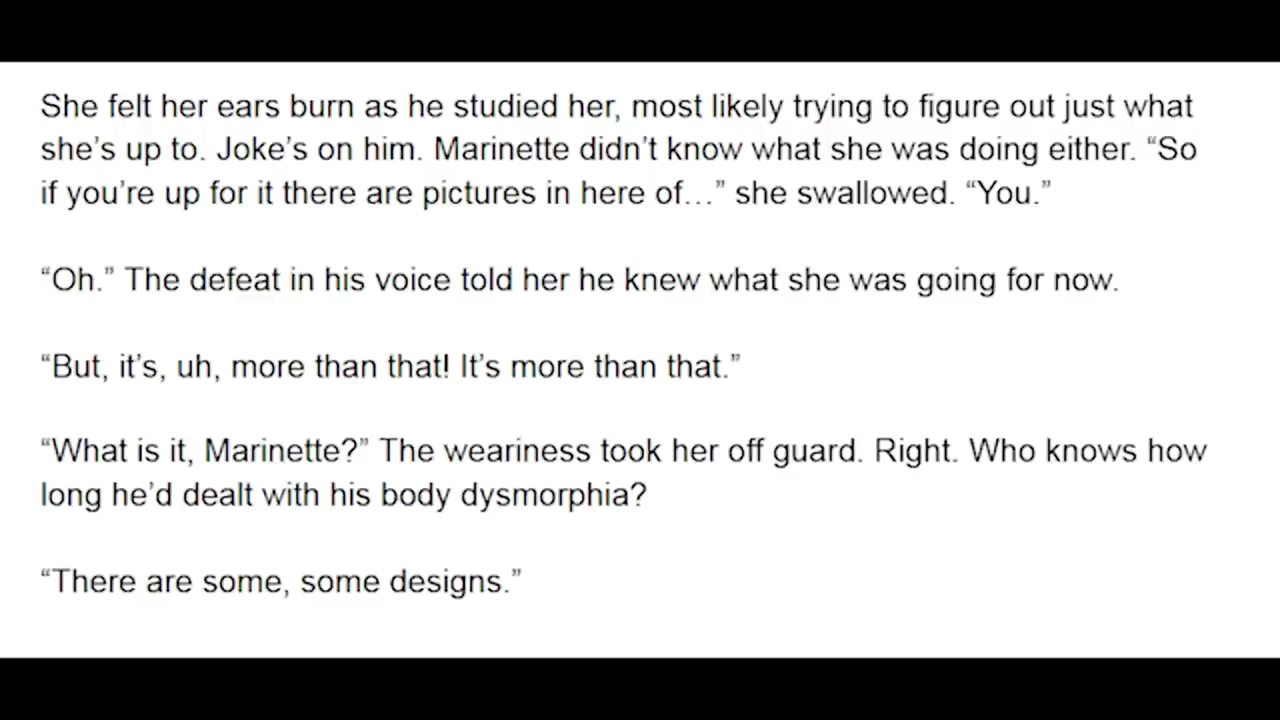 She felt her ears burn as he studied her, most likely trying to figure out just what
she’s up to. Joke’s on him. Marinette didn’t know what she was doing either. “So
if you’re up for it there are pictures in here of…” she swallowed. “You.”
“Oh.” The defeat in his voice told her he knew what she was going for now.
“But, it’s, uh, more than that! It’s more than that.”
“What is it, Marinette?” The weariness took her off guard. Right. Who knows how
long he’d dealt with his body dysmorphia?
“There are some, some designs.”